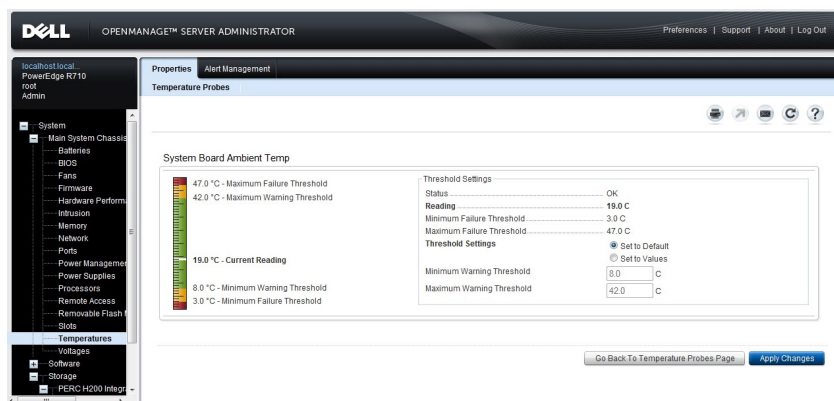 DELL
OPENMANAGE™ SERVER ADMINISTRATOR
Preferences | Support | About | Log Out
localhost.local...
PowerEdge R710
root
Admin
Properties
Alert Management
Temperature Probes
System
Main System Chassis
Batteries
BIOS
Fans
Firmware
Hardware Performa
Intrusion
Memory
Network
Ports
Power Managemen
Power Supplies
Processors
Remote Access
Removable Flash
Slots
Temperatures
Voltages
Software
Storage
PERC H200 Integr
System Board Ambient Temp
47.0 °C - Maximum Failure Threshold
42.0 °C - Maximum Warning Threshold
19.0 °C - Current Reading
8.0 °C - Minimum Warning Threshold
3.0 °C - Minimum Failure Threshold
Threshold Settings
Status OK
Reading 19.0 C
Minimum Failure Threshold 3.0 C
Maximum Failure Threshold 47.0 C
Threshold Settings Set to Default
Set to Values
Minimum Warning Threshold 8.0 C
Maximum Warning Threshold 42.0 C
Go Back To Temperature Probes Page
Apply Changes